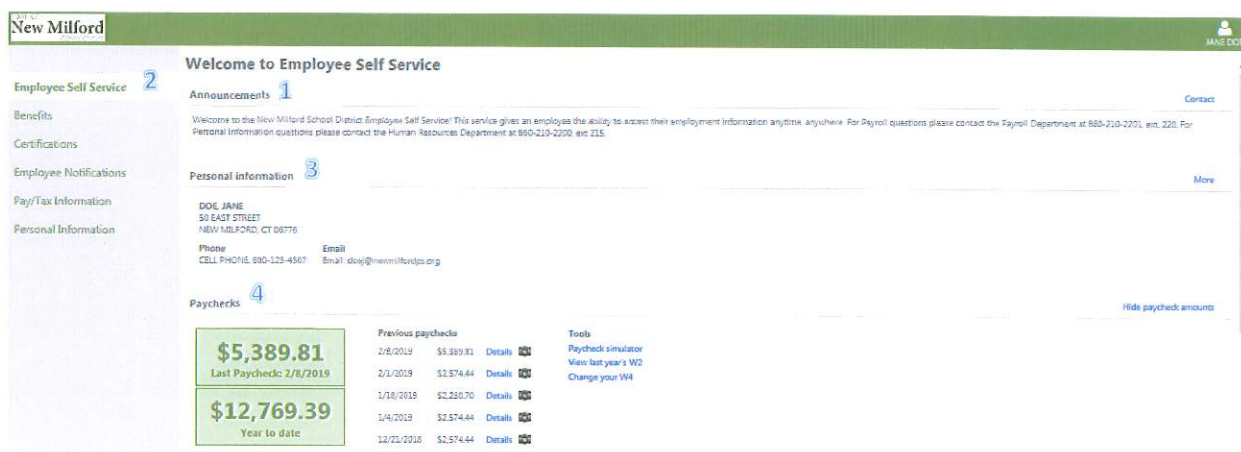 New Milford
JANE DOE
Welcome to Employee Self Service
Employee Self Service 2
Announcements 1
Contact
Benefits
Welcome to the New Milford School District Employee Self Service! This service gives an employee the ability to access their employment information anytime, anywhere. For Payroll questions please contact the Payroll Department at 860-210-2201, ext. 220. For
Personal Information questions please contact the Human Resources Department at 860-210-2200, ext 215.
Certifications
Employee Notifications
Personal information 3
More
Pay/Tax Information
DOE, JANE
50 EAST STREET
NEW MILFORD, CT 06776
Personal Information
Phone Email
CELL PHONE: 860-123-4567 Email: doej@newmilfordps.org
Paychecks 4
Hide paycheck amounts
$5,389.81
Last Paycheck: 2/8/2019
$12,769.39
Year to date
Previous paychecks
2/8/2019 $5,389.81 Details
2/1/2019 $2,574.44 Details
1/18/2019 $2,230.70 Details
1/4/2019 $2,574.44 Details
12/21/2018 $2,574.44 Details
Tools
Paycheck simulator
View last year's W2
Change your W4